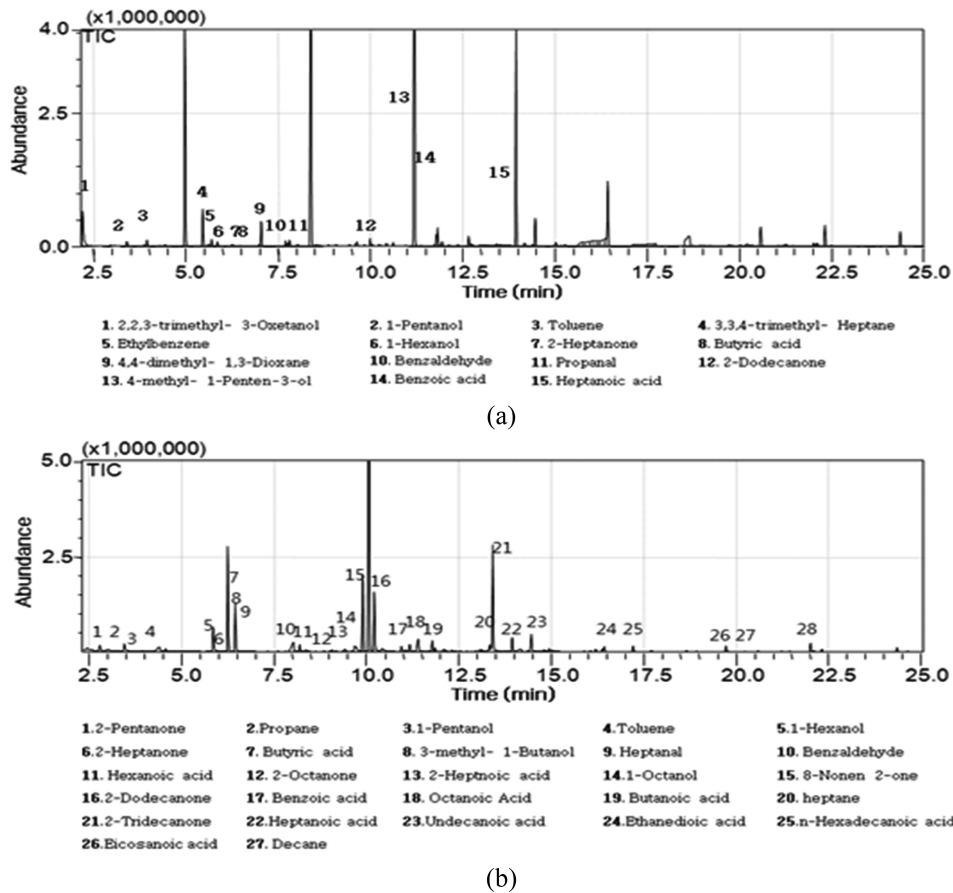 (x1,000,000)
4.0
TIC
2.5
0.0
Abundance
1 2 3 4 5 6 7 8 9 10 11 12 13 14 15
2.5 5.0 7.5 10.0 12.5 15.0 17.5 20.0 22.5 25.0
Time (min)
1. 2,2,3-trimethyl- 3-Oxetanol 2. 1-Pentanol 3. Toluene 4. 3,3,4-trimethyl- Heptane
5. Ethylbenzene 6. 1-Hexanol 7. 2-Heptanone 8. Butyric acid
9. 4,4-dimethyl- 1,3-Dioxane 10. Benzaldehyde 11. Propanal 12. 2-Dodecanone
13. 4-methyl- 1-Penten-3-ol 14. Benzoic acid 15. Heptanoic acid
(a)
(x1,000,000)
5.0
TIC
2.5
0.0
Abundance
1 2 3 4 5 6 7 8 9 10 11 12 13 14 15 16 17 18 19 20 21 22 23 24 25 26 27 28
2.5 5.0 7.5 10.0 12.5 15.0 17.5 20.0 22.5 25.0
Time (min)
1.2-Pentanone 2.Propane 3.1-Pentanol 4.Toluene 5.1-Hexanol
6.2-Heptanone 7. Butyric acid 8. 3-methyl- 1-Butanol 9. Heptanal 10. Benzaldehyde
11. Hexanoic acid 12. 2-Octanone 13. 2-Heptnoic acid 14.1-Octanol 15. 8-Nonen 2-one
16.2-Dodecanone 17. Benzoic acid 18. Octanoic Acid 19. Butanoic acid 20. heptane
21.2-Tridecanone 22.Heptanoic acid 23.Undecanoic acid 24.Ethanedioic acid 25.n-Hexadecanoic acid
26.Eicosanoic acid 27. Decane
(b)